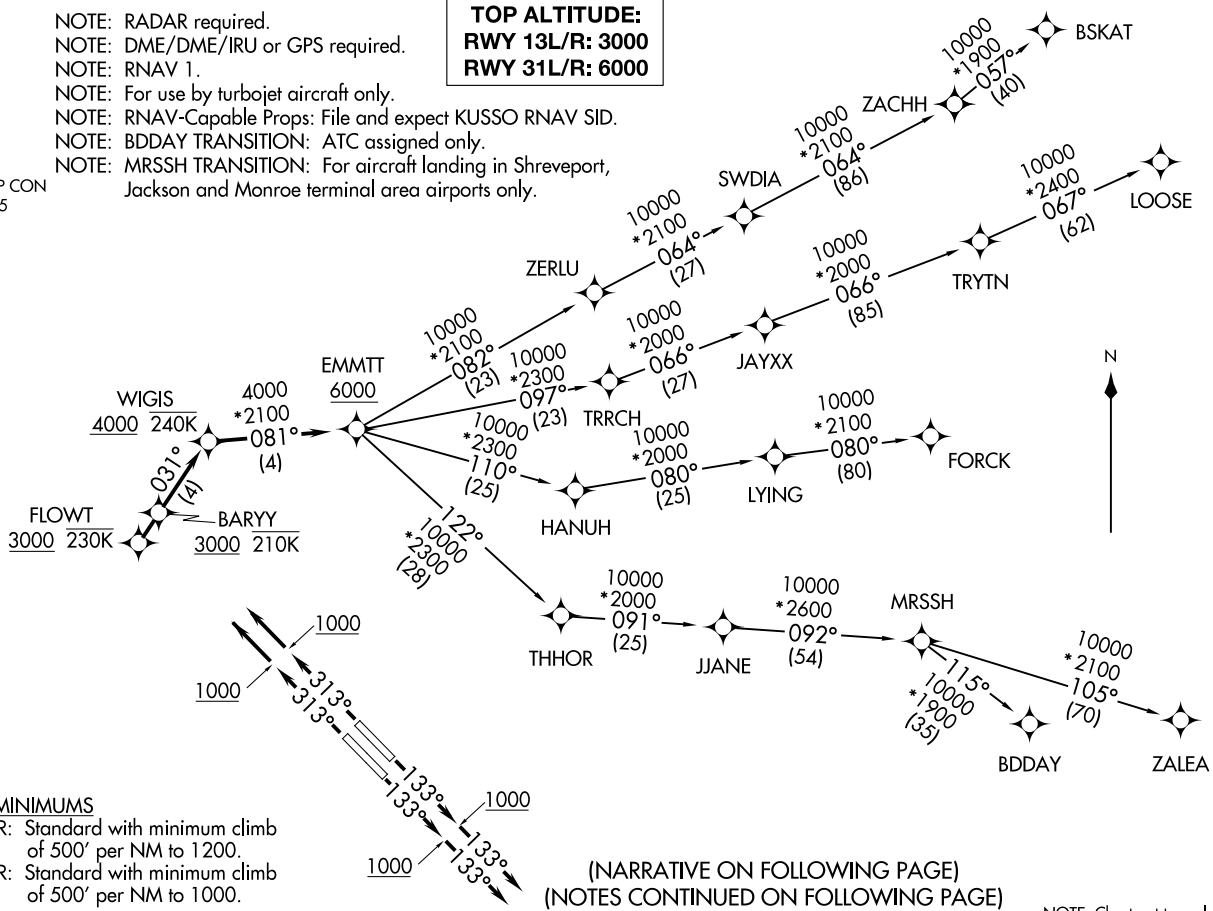 NOTE: RADAR required.
NOTE: DME/DME/IRU or GPS required.
NOTE: RNAV 1.
NOTE: For use by turbojet aircraft only.
NOTE: RNAV-Capable Props: File and expect KUSSO RNAV SID.
NOTE: BDDAY TRANSITION: ATC assigned only.
NOTE: MRSSH TRANSITION: For aircraft landing in Shreveport,
Jackson and Monroe terminal area airports only.
TOP ALTITUDE:
RWY 13L/R: 3000
RWY 31L/R: 6000
P CON
5
10000
*1900
057°
(40)
BSKAT
ZACHH
10000
*2100
064°
(86)
SWDIA
10000
*2100
064°
(27)
ZERLU
10000
*2100
082°
(23)
10000
*2400
067°
(62)
LOOSE
TRYTN
10000
*2000
066°
(85)
JAYXX
10000
*2000
066°
(27)
TRRCH
10000
*2300
097°
(23)
EMMTT
6000
WIGIS
4000 240K
4000
*2100
081°
(4)
031°
(4)
FLOWT
3000 230K
BARYY
3000 210K
10000
*2300
110°
(25)
HANUH
10000
*2000
080°
(25)
LYING
10000
*2100
080°
(80)
FORCK
N
122°
10000
*2300
(28)
THHOR
10000
*2000
091°
(25)
JJANE
10000
*2600
092°
(54)
MRSSH
115°
10000
*1900
(35)
BDDAY
10000
*2100
105°
(70)
ZALEA
1000
1000
313°
313°
133°
133°
1000
1000
133°
133°
MINIMUMS
R: Standard with minimum climb
of 500' per NM to 1200.
R: Standard with minimum climb
of 500' per NM to 1000.
(NARRATIVE ON FOLLOWING PAGE)
(NOTES CONTINUED ON FOLLOWING PAGE)